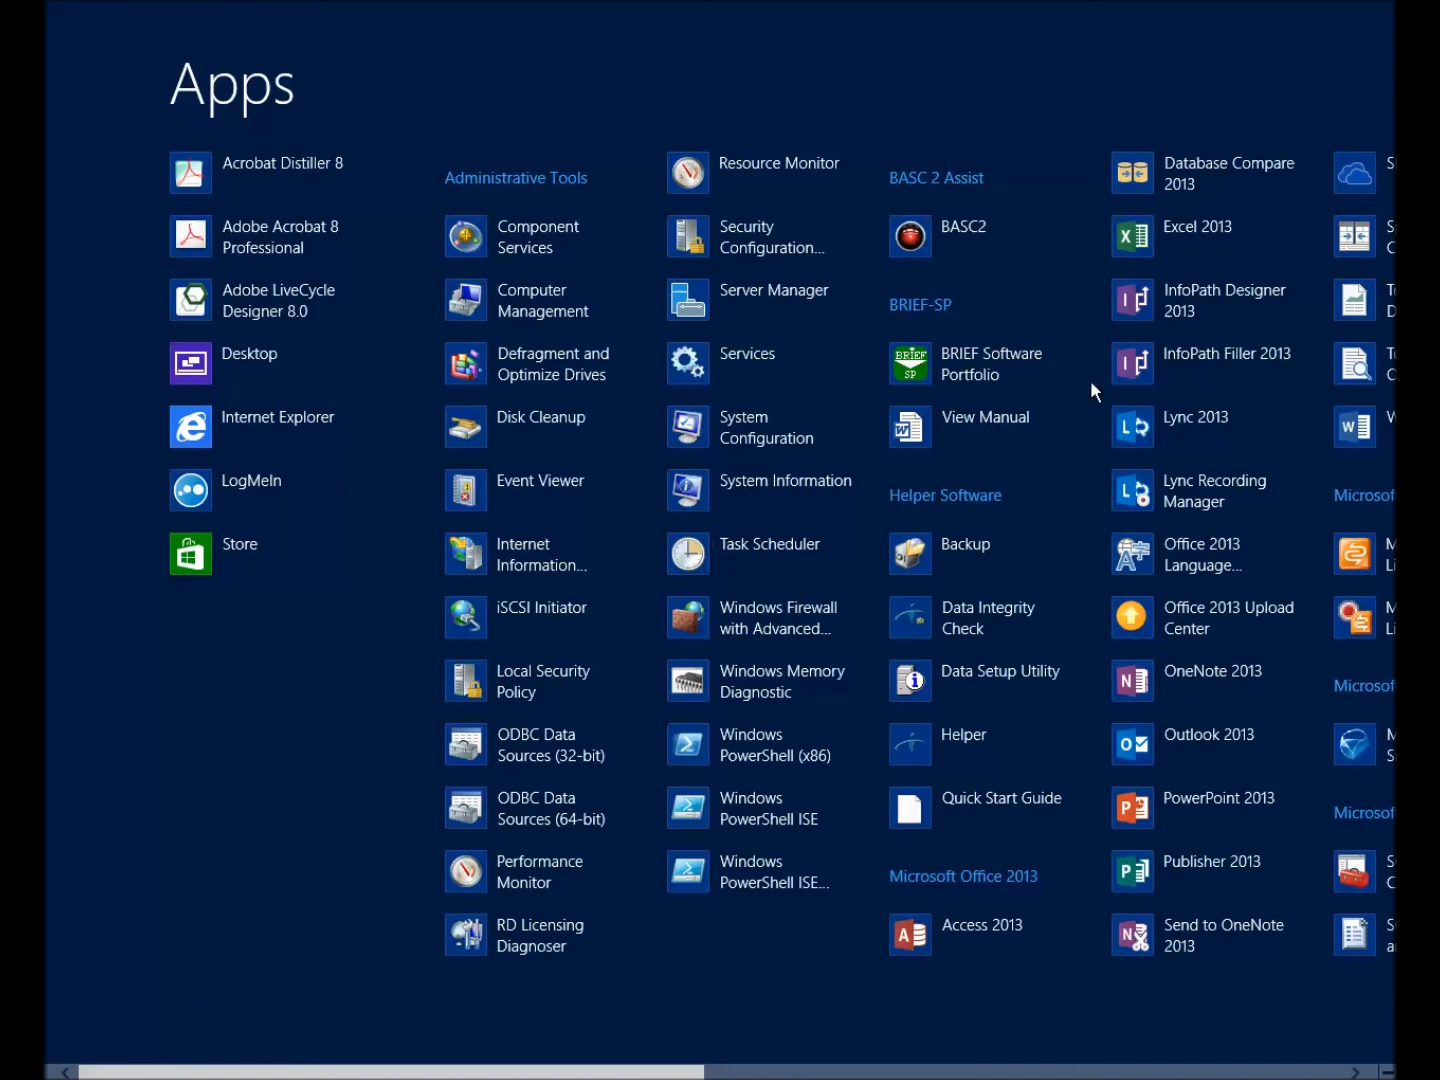 Apps
Acrobat Distiller 8
Adobe Acrobat 8
Professional
Adobe LiveCycle
Designer 8.0
Desktop
Internet Explorer
LogMeIn
Store
Administrative Tools
Component
Services
Computer
Management
Defragment and
Optimize Drives
Disk Cleanup
Event Viewer
Internet
Information...
iSCSI Initiator
Local Security
Policy
ODBC Data
Sources (32-bit)
ODBC Data
Sources (64-bit)
Performance
Monitor
RD Licensing
Diagnoser
Resource Monitor
Security
Configuration...
Server Manager
Services
System
Configuration
System Information
Task Scheduler
Windows Firewall
with Advanced...
Windows Memory
Diagnostic
Windows
PowerShell (x86)
Windows
PowerShell ISE
Windows
PowerShell ISE...
BASC 2 Assist
BASC2
BRIEF-SP
BRIEF
SP
BRIEF Software
Portfolio
View Manual
Helper Software
Backup
Data Integrity
Check
Data Setup Utility
Helper
Quick Start Guide
Microsoft Office 2013
Access 2013
Database Compare
2013
Excel 2013
InfoPath Designer
2013
InfoPath Filler 2013
Lync 2013
Lync Recording
Manager
Office 2013
Language...
Office 2013 Upload
Center
OneNote 2013
Outlook 2013
PowerPoint 2013
Publisher 2013
Send to OneNote
2013
Microsof
Microsof
Microsof